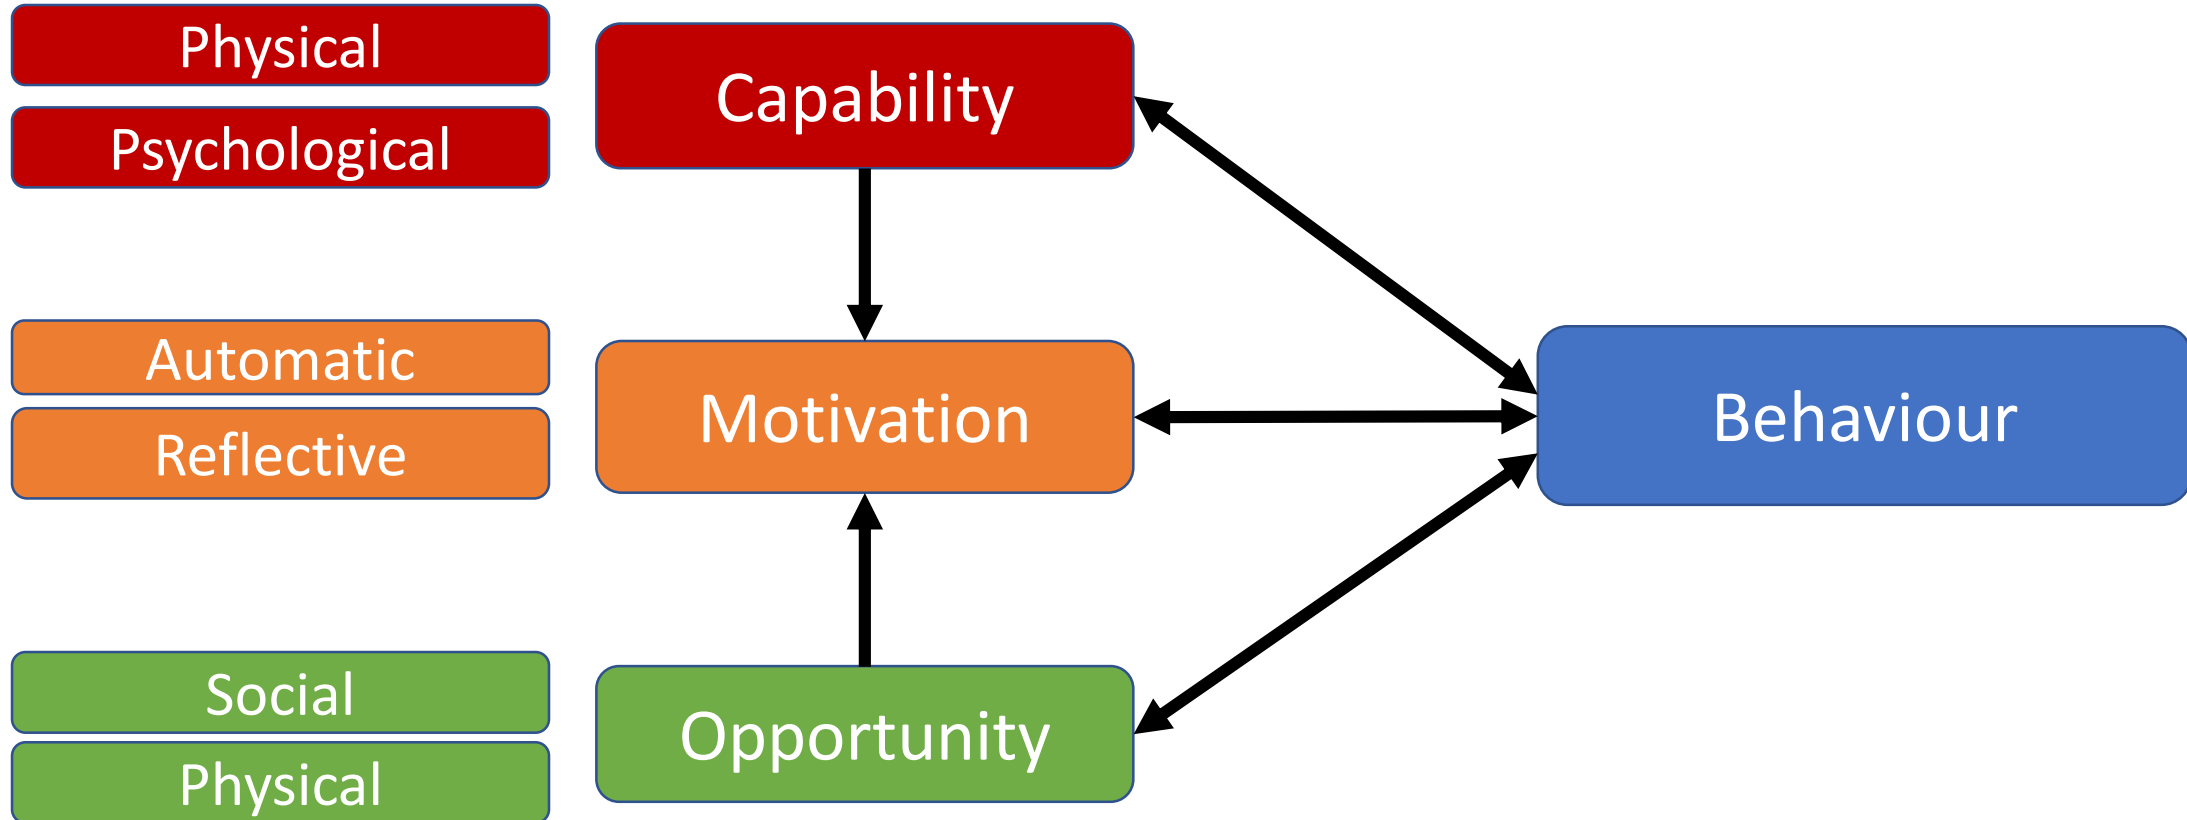 Physical
Psychological
Capability
Automatic
Reflective
Motivation
Behaviour
Social
Physical
Opportunity